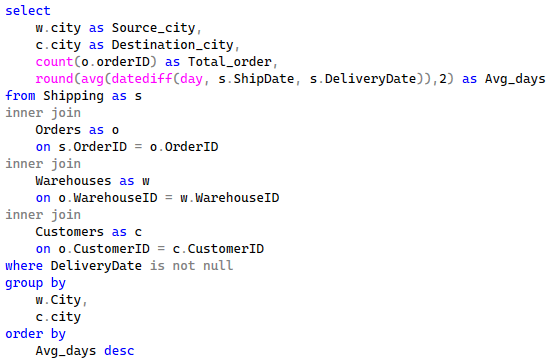 select
    w.city as Source_city,
    c.city as Destination_city,
    count(o.orderID) as Total_order,
    round(avg(datediff(day, s.ShipDate, s.DeliveryDate)),2) as Avg_days
from Shipping as s
inner join
    Orders as o
    on s.OrderID = o.OrderID
inner join
    Warehouses as w
    on o.WarehouseID = w.WarehouseID
inner join
    Customers as c
    on o.CustomerID = c.CustomerID
where DeliveryDate is not null
group by
    w.City,
    c.city
order by
    Avg_days desc